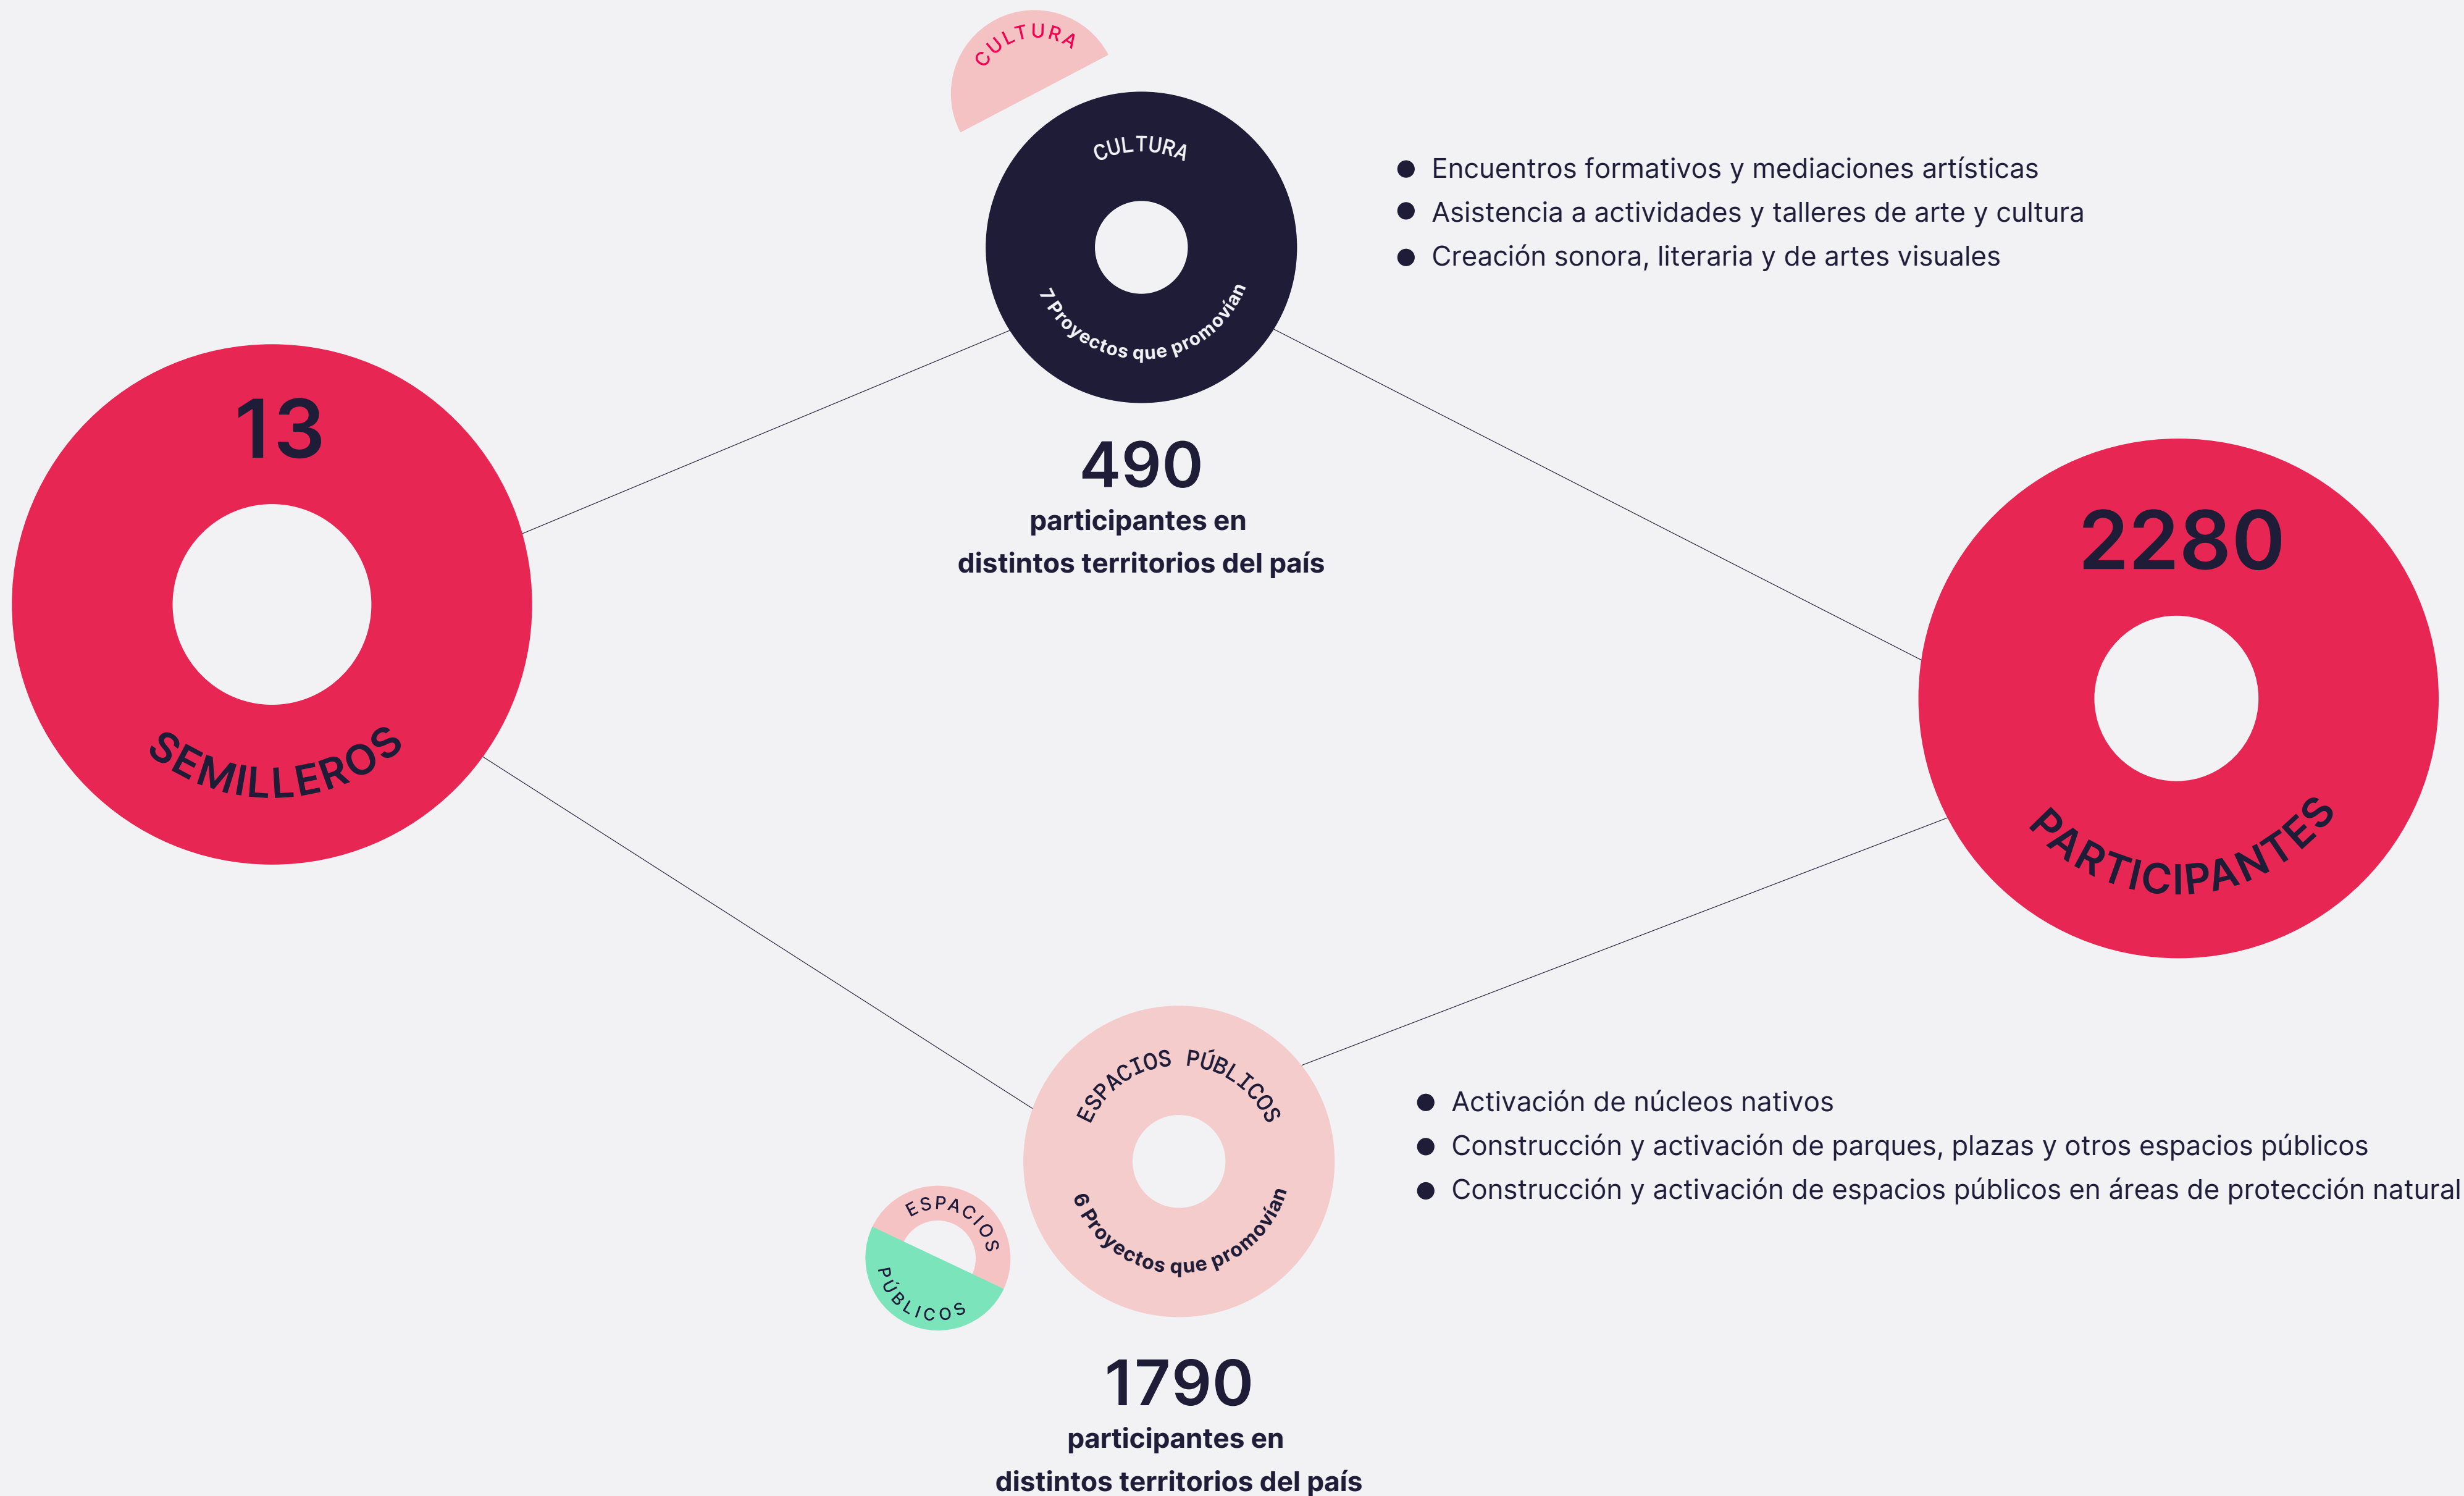 CULTURA
CULTURA
7 Proyectos que promovían
Encuentros formativos y mediaciones artísticas
Asistencia a actividades y talleres de arte y cultura
Creación sonora, literaria y de artes visuales
490
participantes en
distintos territorios del país
13
SEMILLEROS
2280
PARTICIPANTES
ESPACIOS PÚBLICOS
6 Proyectos que promovían
Activación de núcleos nativos
Construcción y activación de parques, plazas y otros espacios públicos
Construcción y activación de espacios públicos en áreas de protección natural
ESPACIOS
PÚBLICOS
1790
participantes en
distintos territorios del país